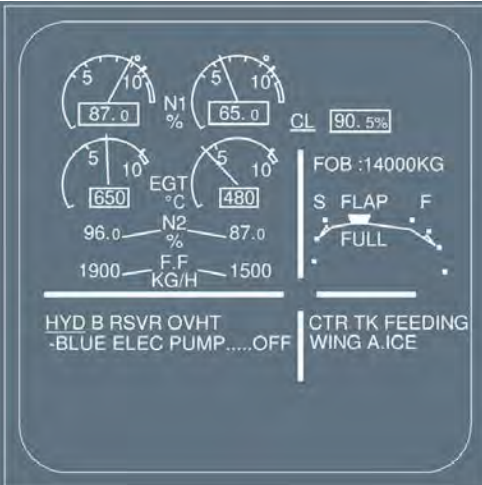 5 10 5 10
87.0 N1 % 65.0
CL 90.5%
5 10 5 10
650 EGT °C 480
FOB :14000KG
96.0 N2 % 87.0
S FLAP F
FULL
1900 F.F KG/H 1500
HYD B RSVR OVHT
-BLUE ELEC PUMP.....OFF
CTR TK FEEDING
WING A.ICE